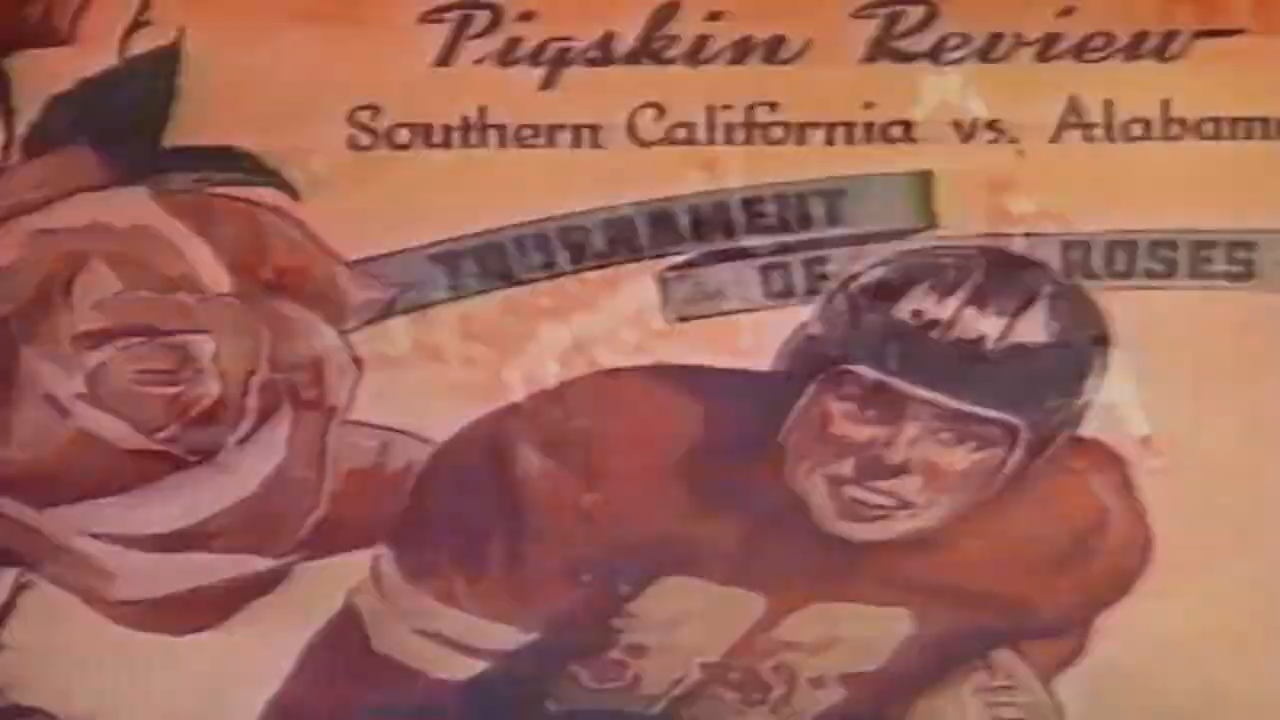 Pigskin Review
Southern California vs. Alabam
TOURNAMENT
OF
ROSES